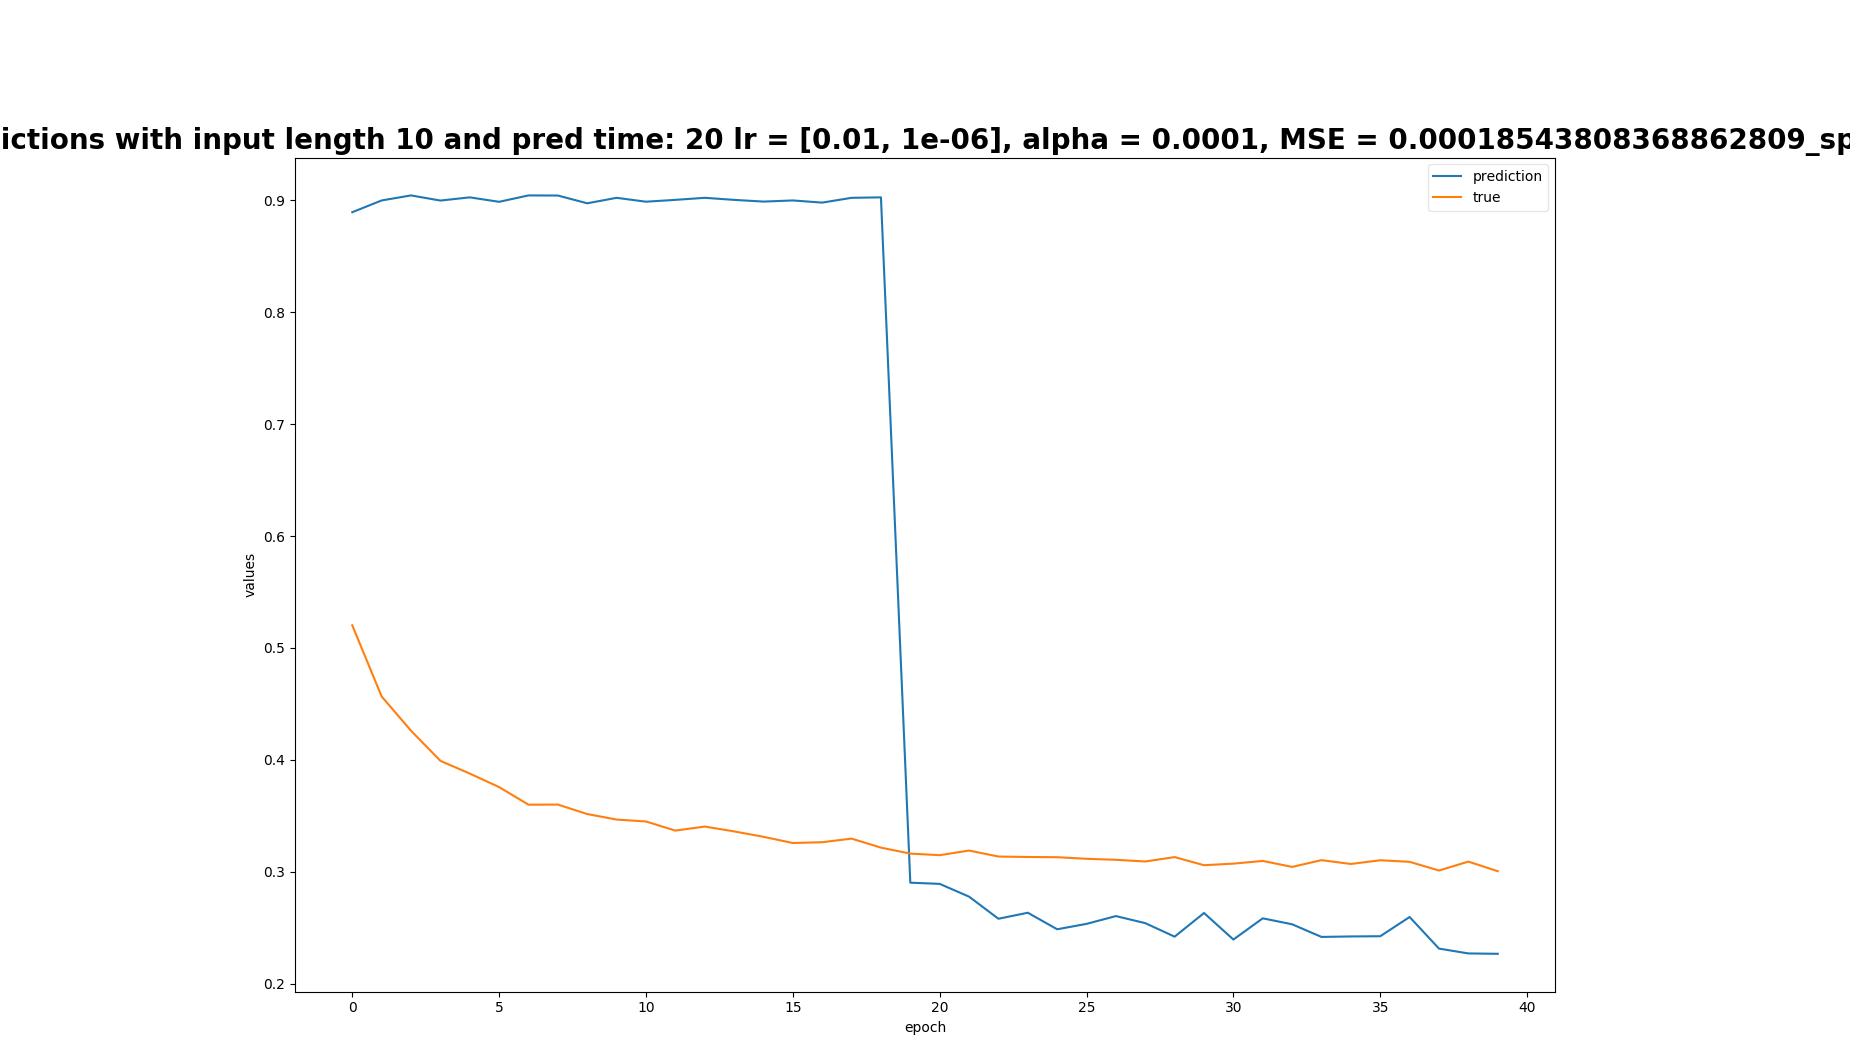 ictions with input length 10 and pred time: 20 lr = [0.01, 1e-06], alpha = 0.0001, MSE = 0.00018543808368862809_sp
prediction
true
0.9
0.8
0.7
0.6
0.5
0.4
0.3
0.2
values
0 5 10 15 20 25 30 35 40
epoch